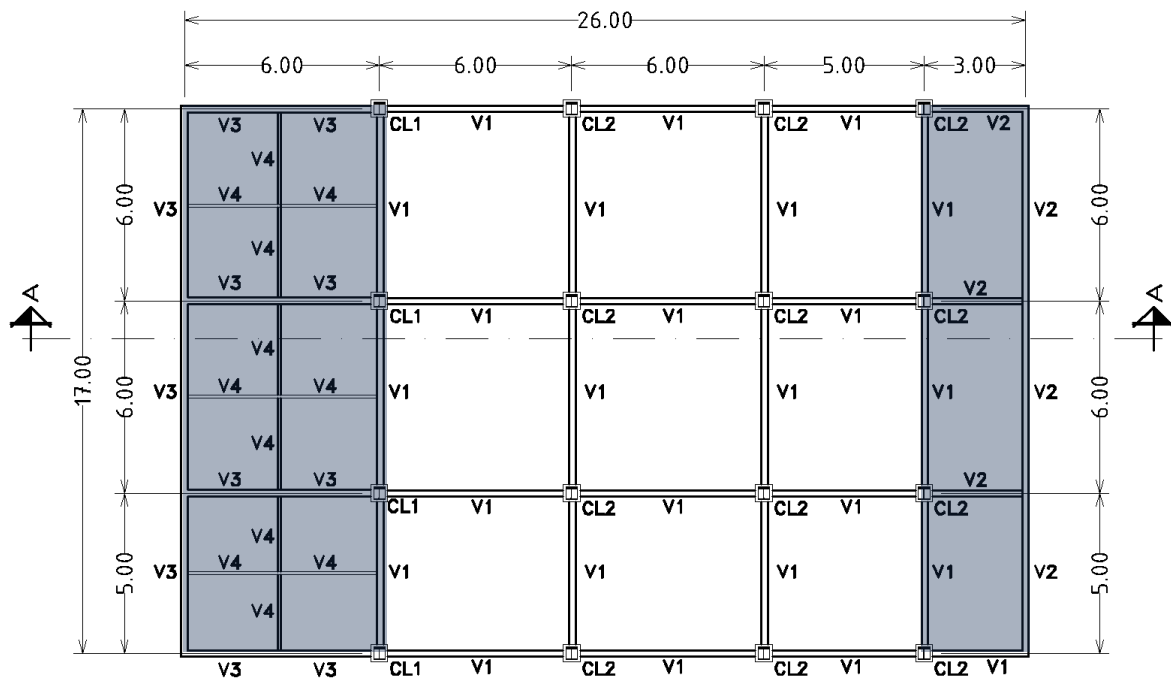 26.00
6.00 6.00 6.00 5.00 3.00
V3 V3 CL1 V1 CL2 V1 CL2 V1 CL2 V2
V4
V4 V4
V3 6.00 V1 V1 V1 V1 V2 6.00
V4
V3 V3 V2
A A
CL1 V1 CL2 V1 CL2 V1 CL2
V4
17.00
V4 V4
V3 6.00 V1 V1 V1 V1 V2 6.00
V4
V3 V3 V2
CL1 V1 CL2 V1 CL2 V1 CL2
V4
V4 V4
V3 5.00 V1 V1 V1 V1 V2 5.00
V4
V3 V3 CL1 V1 CL2 V1 CL2 V1 CL2 V1